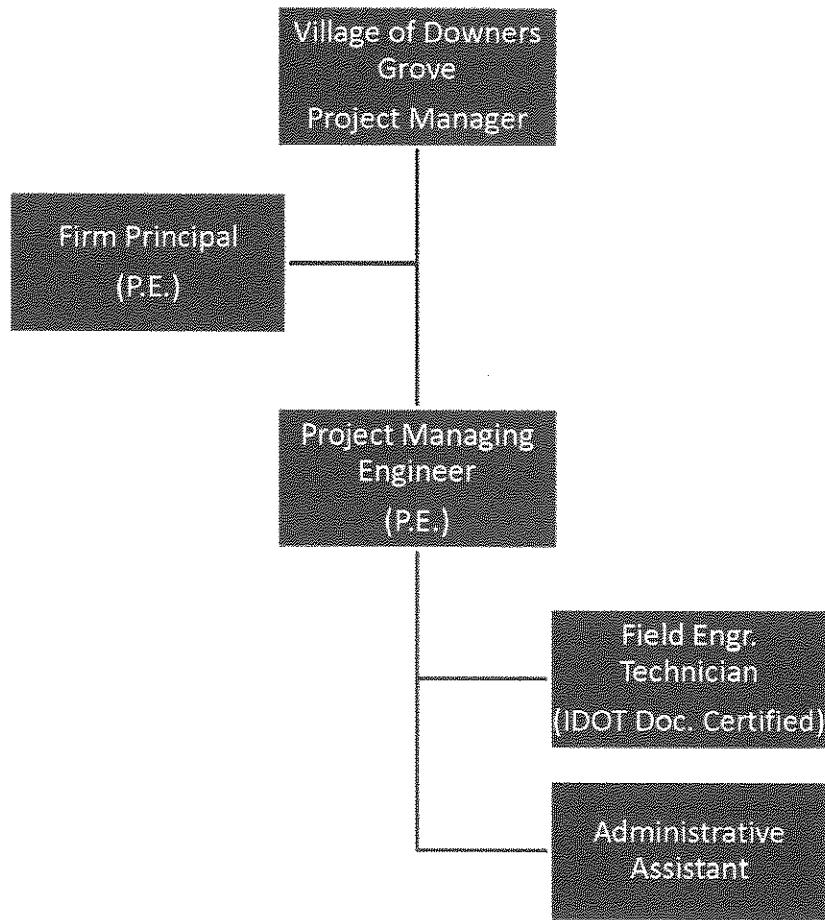 Village of Downers
Grove
Project Manager
Firm Principal
(P.E.)
Project Managing
Engineer
(P.E.)
Field Engr.
Technician
(IDOT Doc. Certified)
Administrative
Assistant